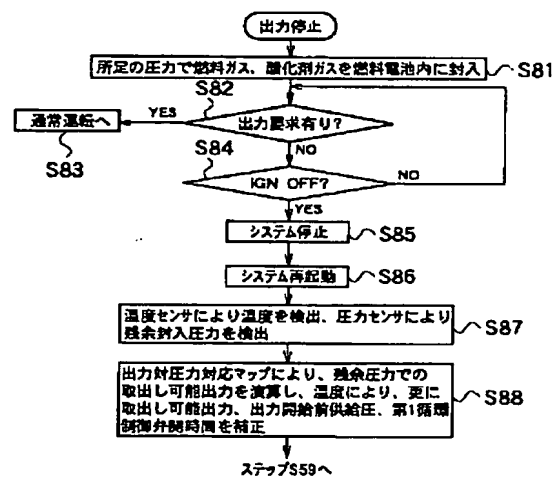 出力停止
所定の圧力で燃料ガス、酸化剤ガスを燃料電池内に封入
S81
S82
YES
出力要求有り?
通常運転へ
S83
NO
S84
IGN OFF?
NO
YES
システム停止
S85
システム再起動
S86
温度センサにより温度を検出、圧力センサにより
残余封入圧力を検出
S87
出力対圧力対応マップにより、残余圧力での
取出し可能出力を演算し、温度により、更に
取出し可能出力、出力開始前供給圧、第1循環
制御弁開時間を補正
S88
ステップS59へ